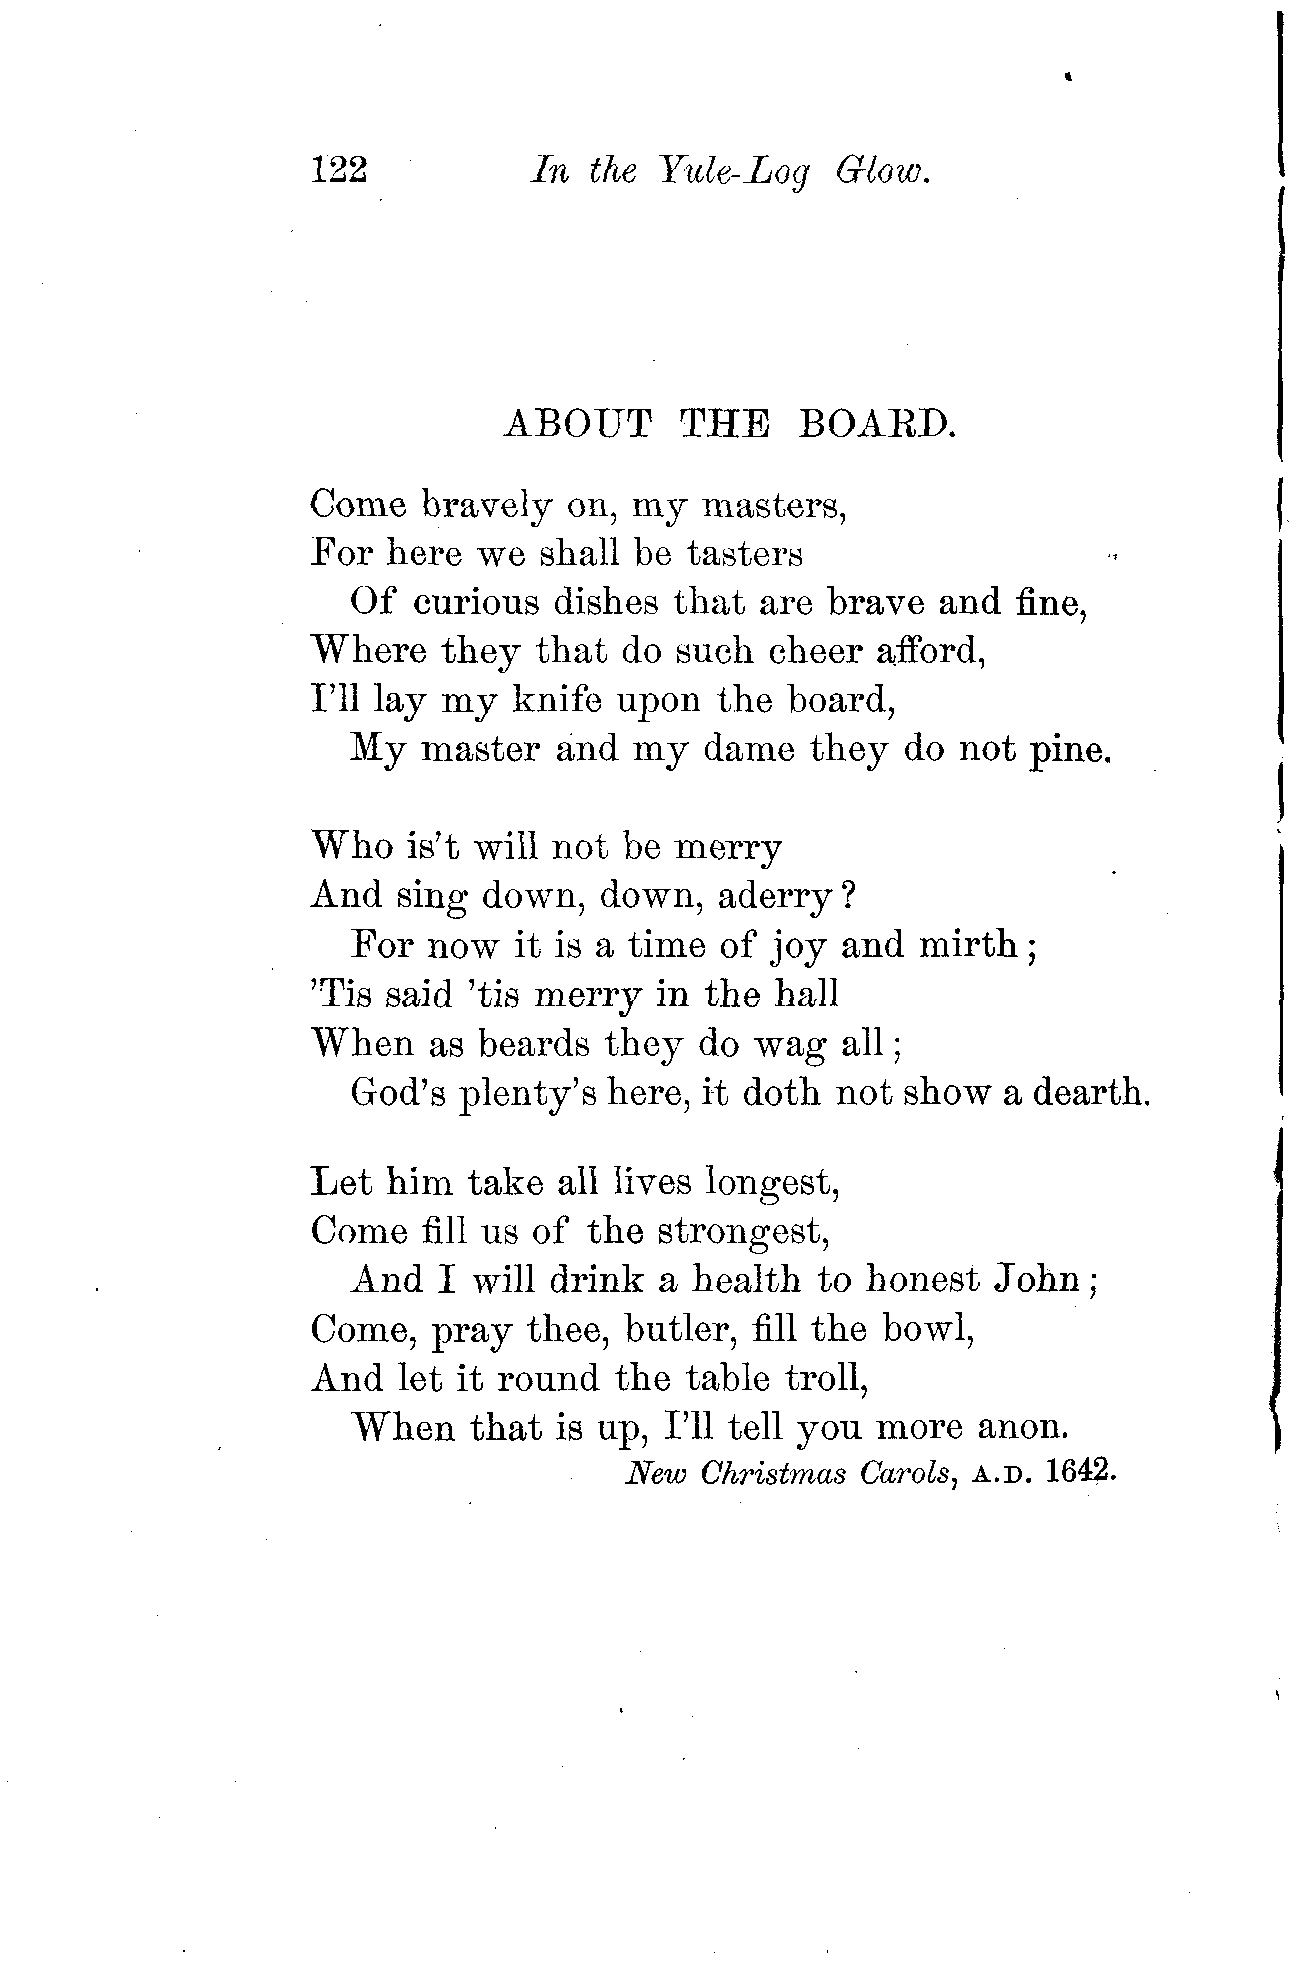 122 In the Yule-Log Glow.
ABOUT THE BOARD.
Come bravely on, my masters,
For here we shall be tasters
Of curious dishes that are brave and fine,
Where they that do such cheer afford,
I'll lay my knife upon the board,
My master and my dame they do not pine.
Who is't will not be merry
And sing down, down, aderry?
For now it is a time of joy and mirth;
'Tis said 'tis merry in the hall
When as beards they do wag all;
God's plenty's here, it doth not show a dearth.
Let him take all lives longest,
Come fill us of the strongest,
And I will drink a health to honest John;
Come, pray thee, butler, fill the bowl,
And let it round the table troll,
When that is up, I'll tell you more anon.
New Christmas Carols, A.D. 1642.